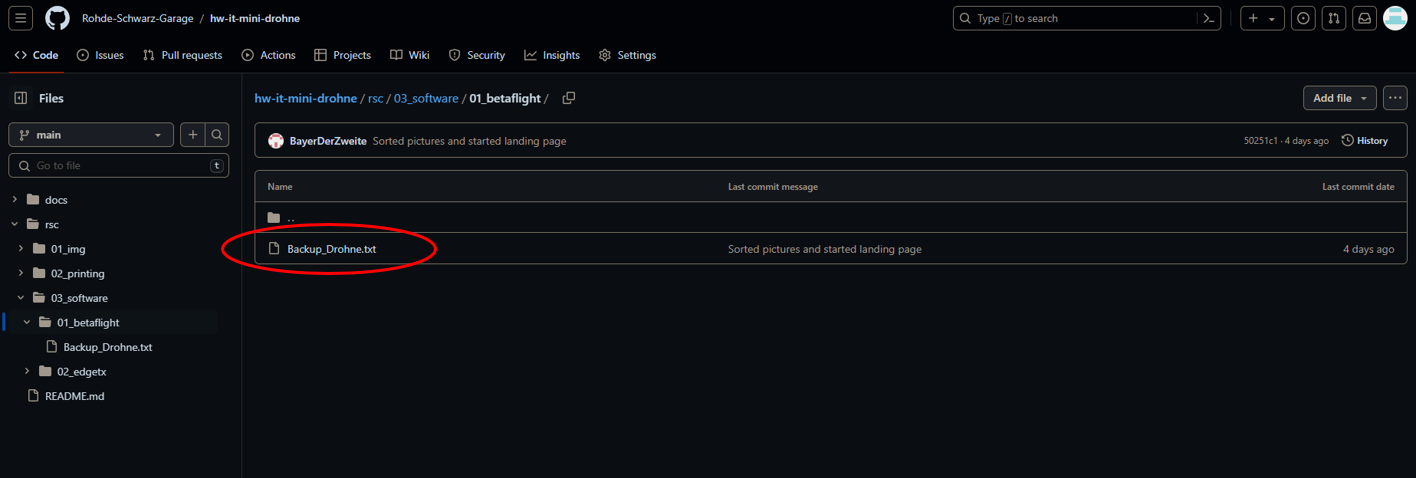 Rohde-Schwarz-Garage / hw-it-mini-drohne
Type / to search
Code Issues Pull requests Actions Projects Wiki Security Insights Settings
Files
main
Go to file t
docs
rsc
01_img
02_printing
03_software
01_betaflight
Backup_Drohne.txt
02_edgetx
README.md
hw-it-mini-drohne / rsc / 03_software / 01_betaflight /
Add file
BayerDerZweite Sorted pictures and started landing page 50251c1 · 4 days ago History
Name Last commit message Last commit date
..
Backup_Drohne.txt Sorted pictures and started landing page 4 days ago